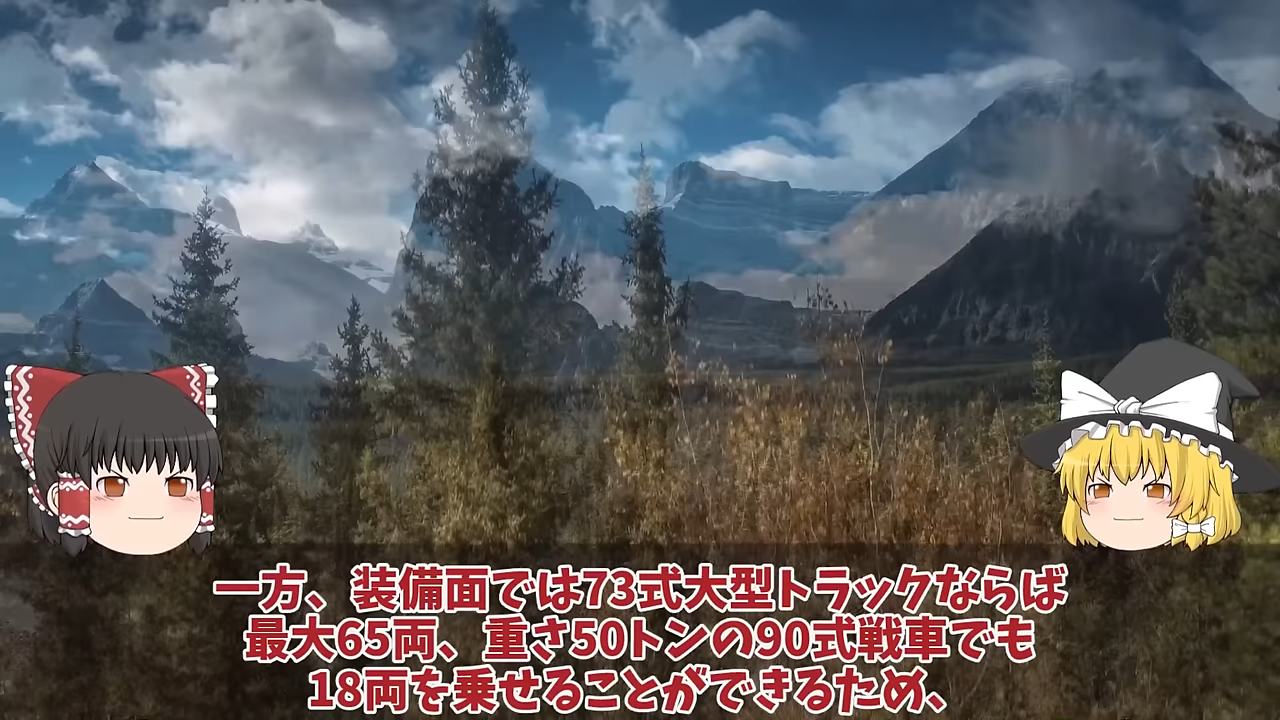 一方、装備面では73式大型トラックならば
最大65両、重さ50トンの90式戦車でも
18両を乗せることができるため、